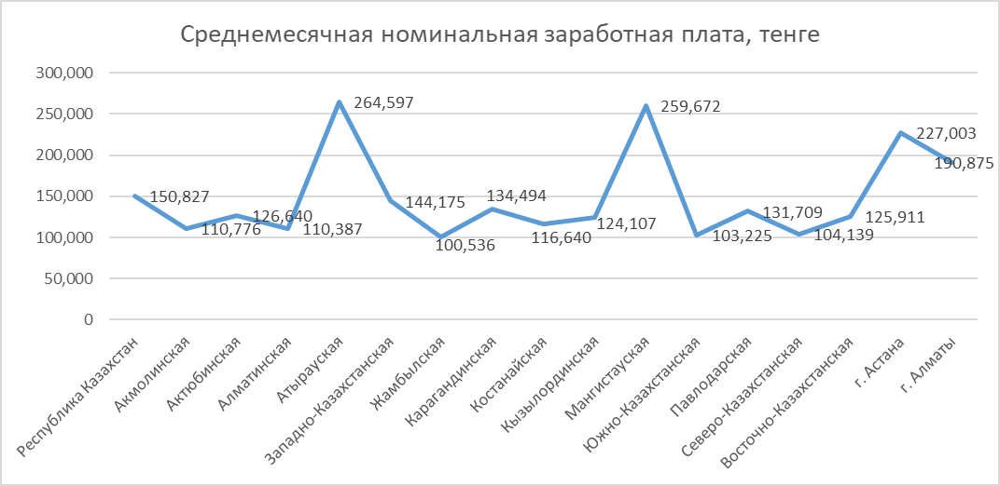 Среднемесячная номинальная заработная плата, тенге
300,000
250,000
200,000
150,000
100,000
50,000
0
150,827
110,776
126,640
110,387
264,597
144,175
100,536
134,494
116,640
124,107
259,672
103,225
131,709
104,139
125,911
227,003
190,875
Республика Казахстан
Акмолинская
Актюбинская
Алматинская
Атырауская
Западно-Казахстанская
Жамбылская
Карагандинская
Костанайская
Кызылординская
Мангистауская
Южно-Казахстанская
Павлодарская
Северо-Казахстанская
Восточно-Казахстанская
г. Астана
г. Алматы